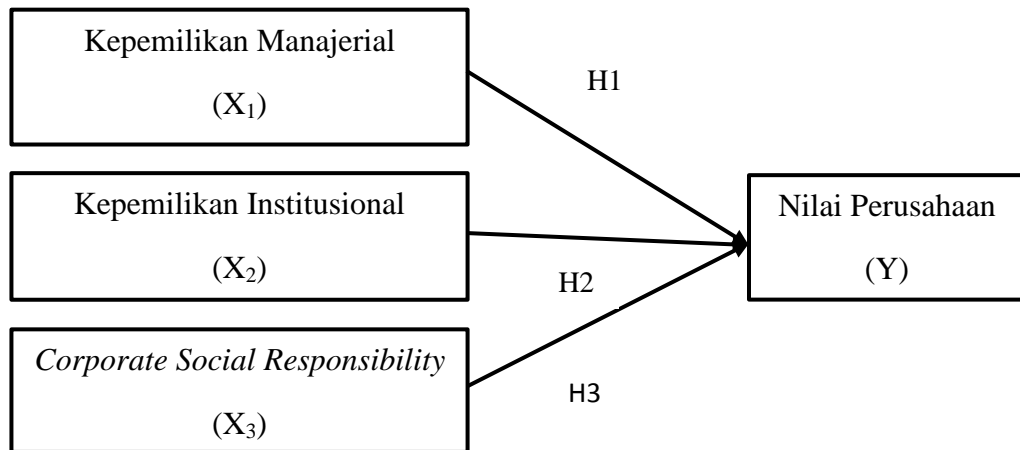 Kepemilikan Manajerial
(X₁)
H1
Kepemilikan Institusional
(X₂)
Nilai Perusahaan
(Y)
H2
Corporate Social Responsibility
(X₃)
H3